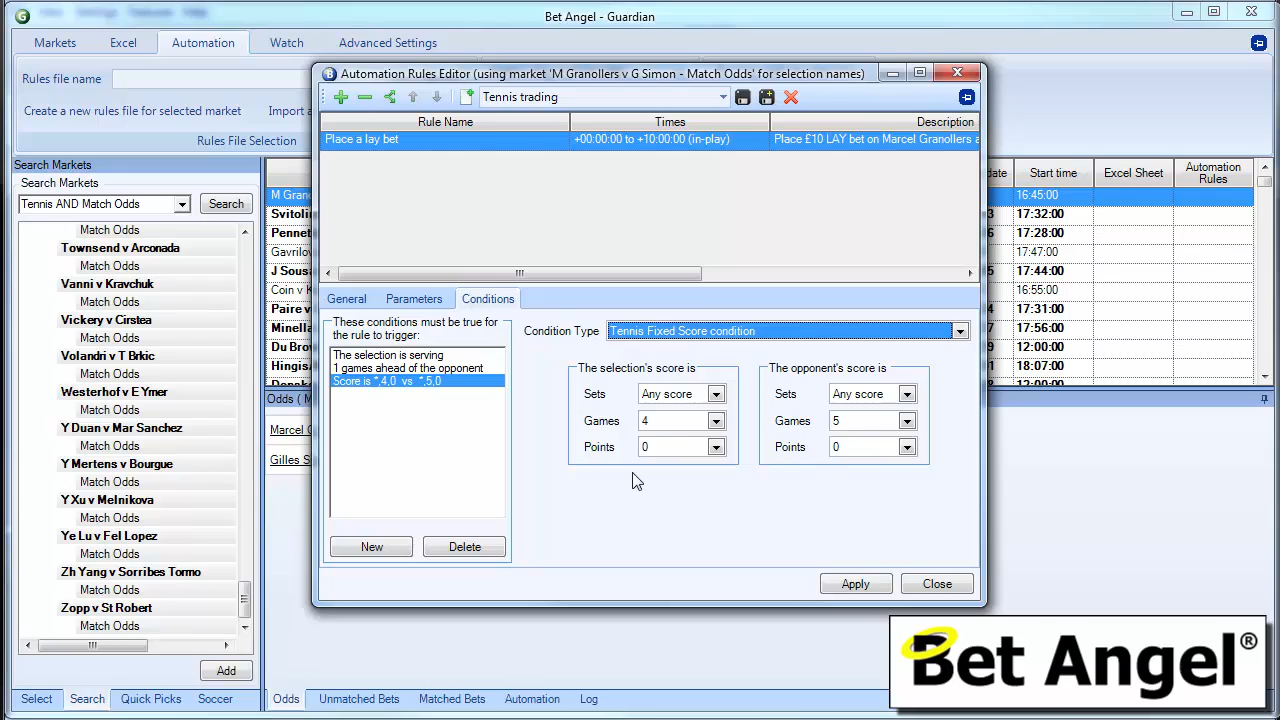 Bet Angel - Guardian
Markets
Excel
Automation
Watch
Advanced Settings
Rules file name
Create a new rules file for selected market
Import a
Rules File Selection
Search Markets
Search Markets
Tennis AND Match Odds
Search
Match Odds
Townsend v Arconada
Match Odds
Vanni v Kravchuk
Match Odds
Vickery v Cirstea
Match Odds
Volandri v T Brkic
Match Odds
Westerhof v E Ymer
Match Odds
Y Duan v Mar Sanchez
Match Odds
Y Mertens v Bourgue
Match Odds
Y Xu v Melnikova
Match Odds
Ye Lu v Fel Lopez
Match Odds
Zh Yang v Sorribes Tormo
Match Odds
Zopp v St Robert
Match Odds
Add
Select
Search
Quick Picks
Soccer
Automation Rules Editor (using market 'M Granollers v G Simon - Match Odds' for selection names)
Tennis trading
Rule Name
Times
Description
Place a lay bet
+00:00:00 to +10:00:00 (in-play)
Place £10 LAY bet on Marcel Granollers a
General
Parameters
Conditions
These conditions must be true for
the rule to trigger:
The selection is serving
1 games ahead of the opponent
Score is *,4,0 vs *,5,0
New
Delete
Condition Type
Tennis Fixed Score condition
The selection's score is
Sets
Any score
Games
4
Points
0
The opponent's score is
Sets
Any score
Games
5
Points
0
Apply
Close
date
Start time
Excel Sheet
Automation
Rules
M Gran
16:45:00
Svitolin
3
17:32:00
Pennet
17:28:00
Gavrilov
17:47:00
J Sousa
17:44:00
Coin v K
16:55:00
Paire v
17:31:00
Minella
17:56:00
Du Bro
12:00:00
Hingis
18:07:00
12:00:00
Odds ( M
Marcel G
Gilles S
Odds
Unmatched Bets
Matched Bets
Automation
Log
Bet Angel®